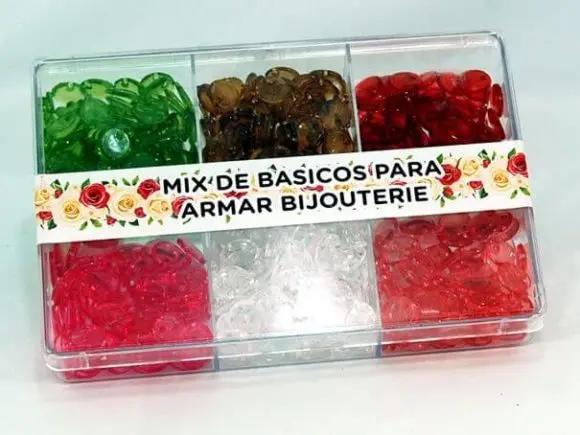 MIX DE BASICOS PARA
ARMAR BIJOUTERIE